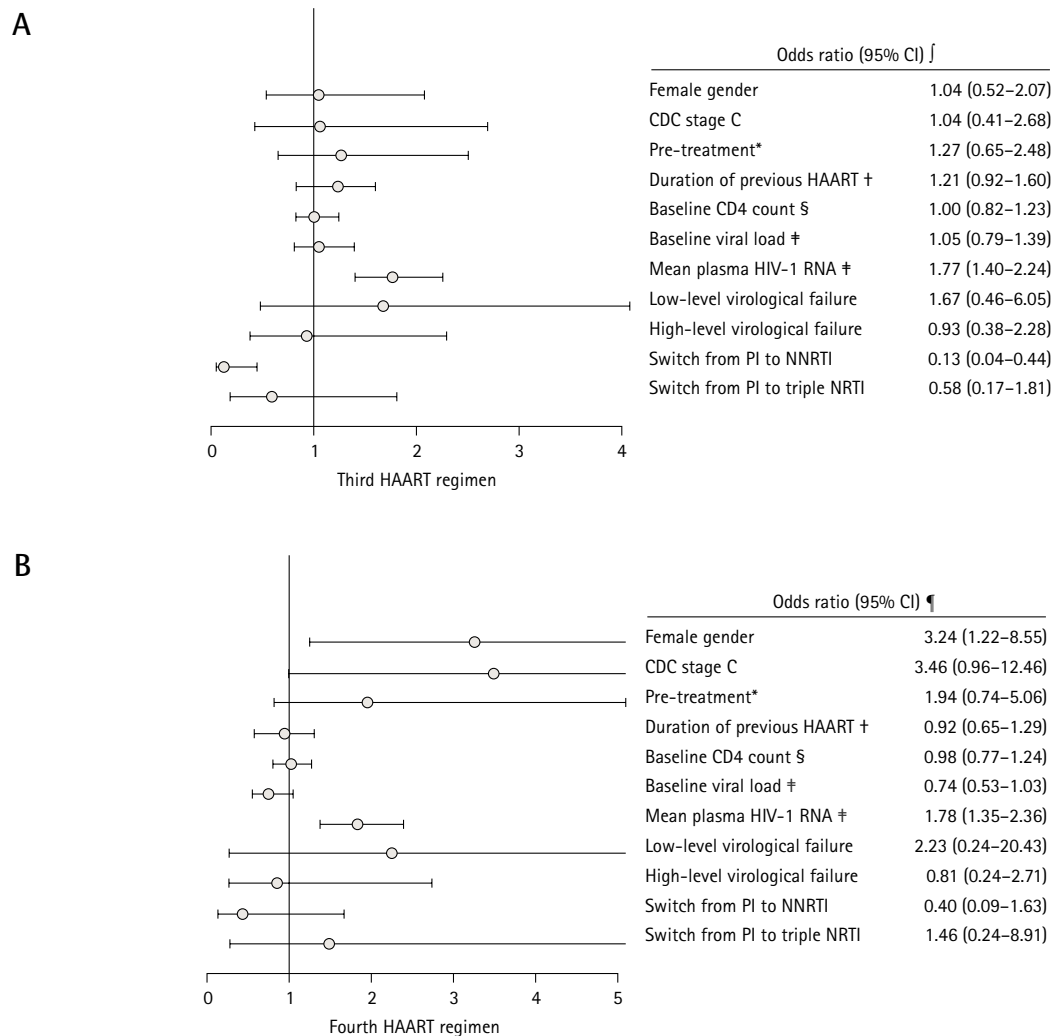 A
Odds ratio (95% CI) ∫
Female gender 1.04 (0.52–2.07)
CDC stage C 1.04 (0.41–2.68)
Pre-treatment* 1.27 (0.65–2.48)
Duration of previous HAART † 1.21 (0.92–1.60)
Baseline CD4 count § 1.00 (0.82–1.23)
Baseline viral load ǂ 1.05 (0.79–1.39)
Mean plasma HIV-1 RNA ǂ 1.77 (1.40–2.24)
Low-level virological failure 1.67 (0.46–6.05)
High-level virological failure 0.93 (0.38–2.28)
Switch from PI to NNRTI 0.13 (0.04–0.44)
Switch from PI to triple NRTI 0.58 (0.17–1.81)
0 1 2 3 4
Third HAART regimen
B
Odds ratio (95% CI) ¶
Female gender 3.24 (1.22–8.55)
CDC stage C 3.46 (0.96–12.46)
Pre-treatment* 1.94 (0.74–5.06)
Duration of previous HAART † 0.92 (0.65–1.29)
Baseline CD4 count § 0.98 (0.77–1.24)
Baseline viral load ǂ 0.74 (0.53–1.03)
Mean plasma HIV-1 RNA ǂ 1.78 (1.35–2.36)
Low-level virological failure 2.23 (0.24–20.43)
High-level virological failure 0.81 (0.24–2.71)
Switch from PI to NNRTI 0.40 (0.09–1.63)
Switch from PI to triple NRTI 1.46 (0.24–8.91)
0 1 2 3 4 5
Fourth HAART regimen